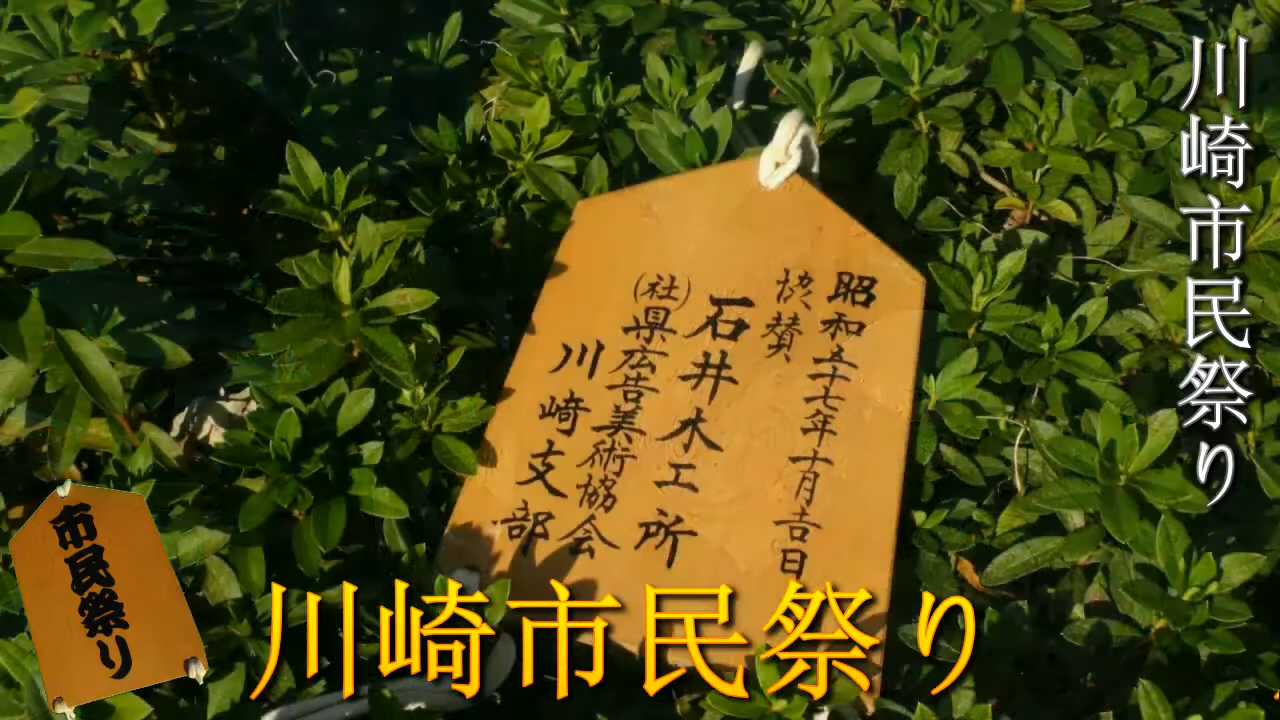 川崎市民祭り
昭和五十七年十月吉日
協賛
石井木工所
(社)県広告美術協会
川崎支部
市民祭り
川崎市民祭り